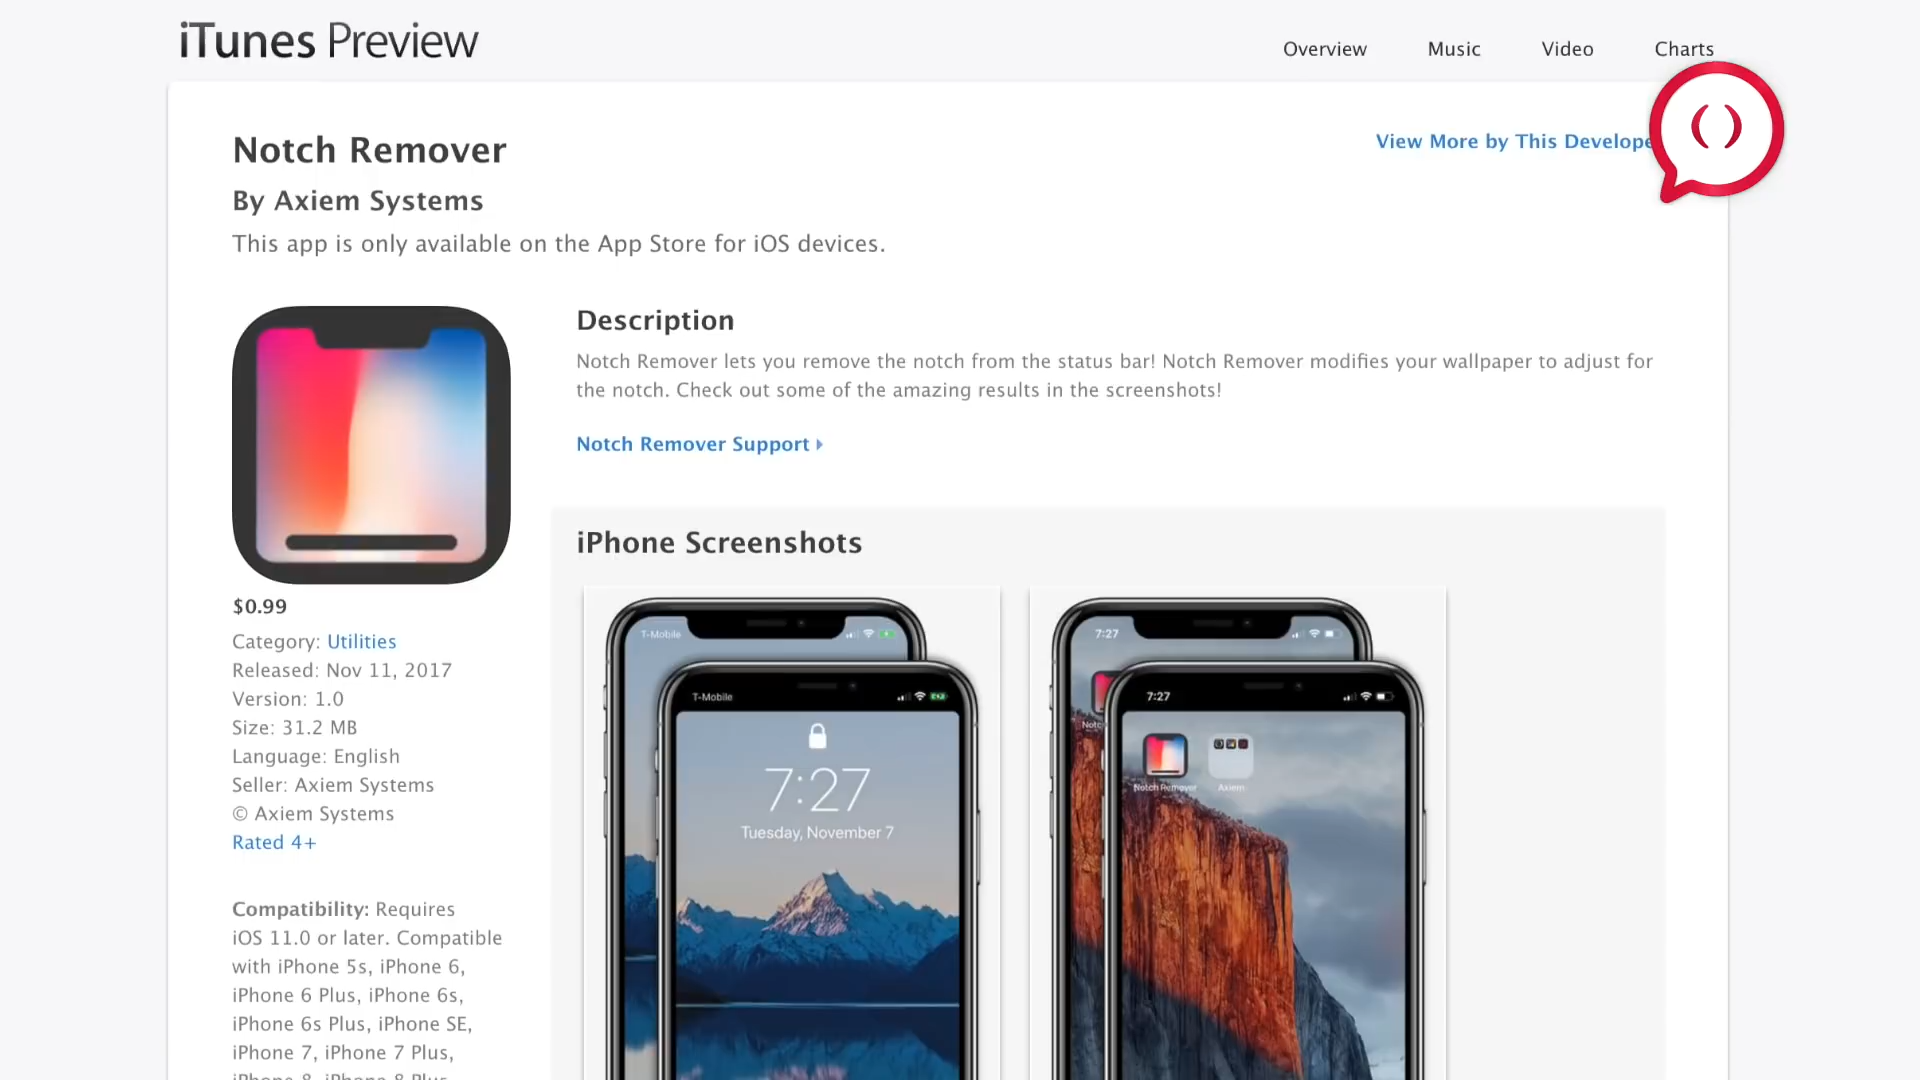 iTunes Preview
Overview Music Video Charts
Notch Remover
View More by This Develope
By Axiem Systems
This app is only available on the App Store for iOS devices.
Description
Notch Remover lets you remove the notch from the status bar! Notch Remover modifies your wallpaper to adjust for
the notch. Check out some of the amazing results in the screenshots!
Notch Remover Support
iPhone Screenshots
$0.99
Category: Utilities
Released: Nov 11, 2017
Version: 1.0
Size: 31.2 MB
Language: English
Seller: Axiem Systems
© Axiem Systems
Rated 4+
Compatibility: Requires
iOS 11.0 or later. Compatible
with iPhone 5s, iPhone 6,
iPhone 6 Plus, iPhone 6s,
iPhone 6s Plus, iPhone SE,
iPhone 7, iPhone 7 Plus,
iPhone 8, iPhone 8 Plus,
T-Mobile
T-Mobile
7:27
Tuesday, November 7
7:27
7:27
Notch Remover Axiem